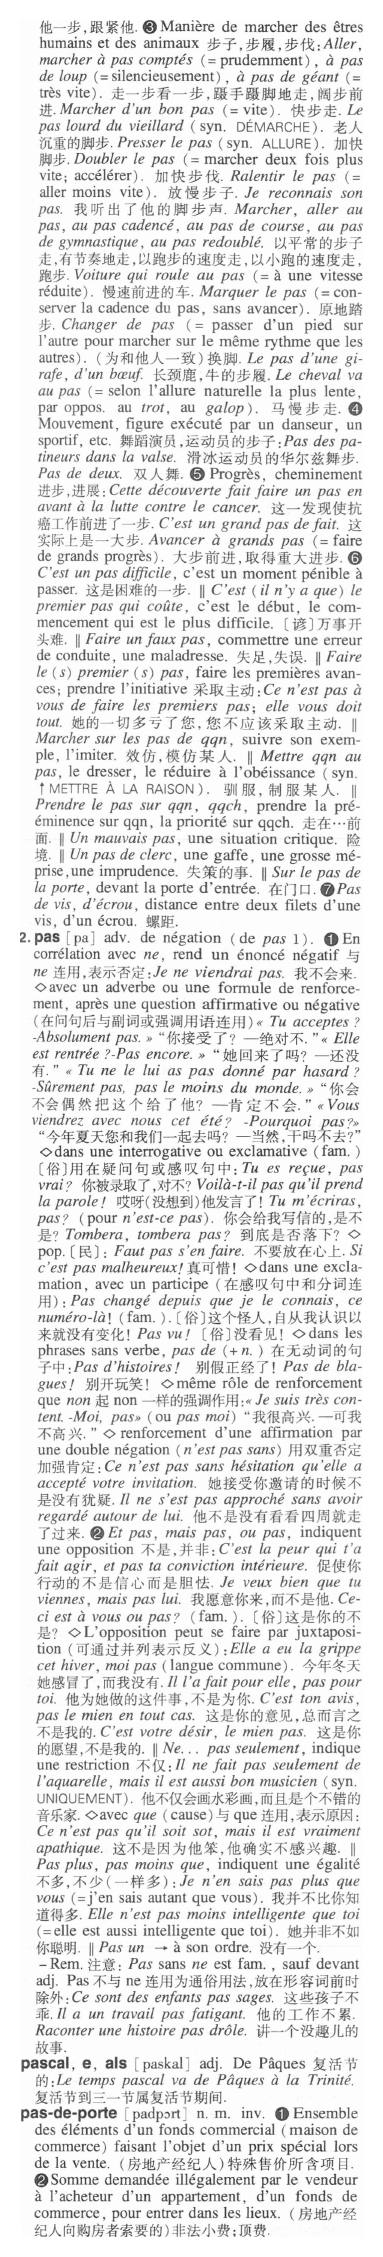 他一步,跟紧他. ❸ Manière de marcher des êtres
humains et des animaux 步子,步履,步伐: Aller,
marcher à pas comptés (= prudemment), à pas
de loup (= silencieusement), à pas de géant (=
très vite). 走一步看一步,蹑手蹑脚地走,阔步前
进. Marcher d'un bon pas (= vite). 快步走. Le
pas lourd du vieillard (syn. DÉMARCHE). 老人
沉重的脚步. Presser le pas (syn. ALLURE). 加快
脚步. Doubler le pas (= marcher deux fois plus
vite; accélérer). 加快步伐. Ralentir le pas (=
aller moins vite). 放慢步子. Je reconnais son
pas. 我听出了他的脚步声. Marcher, aller au
pas, au pas cadencé, au pas de course, au pas
de gymnastique, au pas redoublé. 以平常的步子
走,有节奏地走,以跑步的速度走,以小跑的速度走,
跑步. Voiture qui roule au pas (= à une vitesse
réduite). 慢速前进的车. Marquer le pas (= con-
server la cadence du pas, sans avancer). 原地踏
步. Changer de pas (= passer d'un pied sur
l'autre pour marcher sur le même rythme que les
autres). (为和他人一致)换脚. Le pas d'une gi-
rafe, d'un bœuf. 长颈鹿,牛的步履. Le cheval va
au pas (= selon l'allure naturelle la plus lente,
par oppos. au trot, au galop). 马慢步走. ❹
Mouvement, figure exécuté par un danseur, un
sportif, etc. 舞蹈演员,运动员的步子: Pas des pa-
tineurs dans la valse. 滑冰运动员的华尔兹舞步.
Pas de deux. 双人舞. ❺ Progrès, cheminement
进步,进展: Cette découverte fait faire un pas en
avant à la lutte contre le cancer. 这一发现使抗
癌工作前进了一步. C'est un grand pas de fait. 这
实际上是一大步. Avancer à grands pas (= faire
de grands progrès). 大步前进,取得重大进步. ❻
C'est un pas difficile, c'est un moment pénible à
passer. 这是困难的一步. ‖ C'est (il n'y a que) le
premier pas qui coûte, c'est le début, le com-
mencement qui est le plus difficile. [谚]万事开
头难. ‖ Faire un faux pas, commettre une erreur
de conduite, une maladresse. 失足,失误. ‖ Faire
le (s) premier (s) pas, faire les premières avan-
ces; prendre l'initiative 采取主动: Ce n'est pas à
vous de faire les premiers pas; elle vous doit
tout. 她的一切多亏了您,您不应该采取主动. ‖
Marcher sur les pas de qqn, suivre son exem-
ple, l'imiter. 效仿,模仿某人. ‖ Mettre qqn au
pas, le dresser, le réduire à l'obéissance (syn.
↑ METTRE À LA RAISON). 驯服,制服某人. ‖
Prendre le pas sur qqn, qqch, prendre la pré-
éminence sur qqn, la priorité sur qqch. 走在…前
面. ‖ Un mauvais pas, une situation critique. 险
境. ‖ Un pas de clerc, une gaffe, une grosse mé-
prise, une imprudence. 失策的事. ‖ Sur le pas de
la porte, devant la porte d'entrée. 在门口. ❼ Pas
de vis, d'écrou, distance entre deux filets d'une
vis, d'un écrou. 螺距.
2. pas [pa] adv. de négation (de pas 1). ❶ En
corrélation avec ne, rend un énoncé négatif 与
ne 连用,表示否定: Je ne viendrai pas. 我不会来.
◇ avec un adverbe ou une formule de renforce-
ment, après une question affirmative ou négative
(在问句后与副词或强调用语连用) « Tu acceptes ?
-Absolument pas. » “你接受了? —绝对不.” « Elle
est rentrée ?-Pas encore. » “她回来了吗? —还没
有.” « Tu ne le lui as pas donné par hasard ?
-Sûrement pas, pas le moins du monde. » “你会
不会偶然把这个给了他? —肯定不会.” « Vous
viendrez avec nous cet été? -Pourquoi pas?»
“今年夏天您和我们一起去吗? —当然,干吗不去?”
◇ dans une interrogative ou exclamative (fam.)
[俗]用在疑问句或感叹句中: Tu es reçue, pas
vrai? 你被录取了,对不? Voilà-t-il pas qu'il prend
la parole! 哎呀(没想到)他发言了! Tu m'écriras,
pas? (pour n'est-ce pas). 你会给我写信的,是不
是? Tombera, tombera pas? 到底是否落下? ◇
pop. [民]: Faut pas s'en faire. 不要放在心上. Si
c'est pas malheureux! 真可惜! ◇ dans une excla-
mation, avec un participe (在感叹句中和分词连
用): Pas changé depuis que je le connais, ce
numéro-là! (fam.). [俗]这个怪人,自从我认识以
来就没有变化! Pas vu! [俗]没看见! ◇ dans les
phrases sans verbe, pas de (+ n.) 在无动词的句
子中: Pas d'histoires! 别假正经了! Pas de bla-
gues! 别开玩笑! ◇ même rôle de renforcement
que non 起 non 一样的强调作用: « Je suis très con-
tent. -Moi, pas» (ou pas moi) “我很高兴. —可我
不高兴.” ◇ renforcement d'une affirmation par
une double négation (n'est pas sans) 用双重否定
加强肯定: Ce n'est pas sans hésitation qu'elle a
accepté votre invitation. 她接受你邀请的时候不
是没有犹疑. Il ne s'est pas approché sans avoir
regardé autour de lui. 他不是没有看看四周就走
了过来. ❷ Et pas, mais pas, ou pas, indiquent
une opposition 不是,并非: C'est la peur qui t'a
fait agir, et pas ta conviction intérieure. 促使你
行动的不是信心而是胆怯. Je veux bien que tu
viennes, mais pas lui. 我愿意你来,而不是他. Ce-
ci est à vous ou pas? (fam.). [俗]这是你的不
是? ◇ L'opposition peut se faire par juxtaposi-
tion (可通过并列表示反义): Elle a eu la grippe
cet hiver, moi pas (langue commune). 今年冬天
她感冒了,而我没有. Il l'a fait pour elle, pas pour
toi. 他为她做的这件事,不是为你. C'est ton avis,
pas le mien en tout cas. 这是你的意见,总而言之
不是我的. C'est votre désir, le mien pas. 这是你
的愿望,不是我的. ‖ Ne... pas seulement, indique
une restriction 不仅: Il ne fait pas seulement de
l'aquarelle, mais il est aussi bon musicien (syn.
UNIQUEMENT). 他不仅会画水彩画,而且是个不错的
音乐家. ◇ avec que (cause) 与 que 连用,表示原因:
Ce n'est pas qu'il soit sot, mais il est vraiment
apathique. 这不是因为他笨,他确实不感兴趣. ‖
Pas plus, pas moins que, indiquent une égalité
不多,不少(一样多): Je n'en sais pas plus que
vous (= j'en sais autant que vous). 我并不比你知
道得多. Elle n'est pas moins intelligente que toi
(= elle est aussi intelligente que toi). 她并非不如
你聪明. ‖ Pas un → à son ordre. 没有一个.
– Rem. 注意: Pas sans ne est fam., sauf devant
adj. Pas 不与 ne 连用为通俗用法,放在形容词前时
除外: Ce sont des enfants pas sages. 这些孩子不
乖. Il a un travail pas fatigant. 他的工作不累.
Raconter une histoire pas drôle. 讲一个没趣儿的
故事.
pascal, e, als [paskal] adj. De Pâques 复活节
的: Le temps pascal va de Pâques à la Trinité.
复活节到三一节属复活节期间.
pas-de-porte [padpɔrt] n. m. inv. ❶ Ensemble
des éléments d'un fonds commercial (maison de
commerce) faisant l'objet d'un prix spécial lors
de la vente. (房地产经纪人)特殊售价所含项目.
❷ Somme demandée illégalement par le vendeur
à l'acheteur d'un appartement, d'un fonds de
commerce, pour entrer dans les lieux. (房地产经
纪人向购房者索要的)非法小费;顶费.